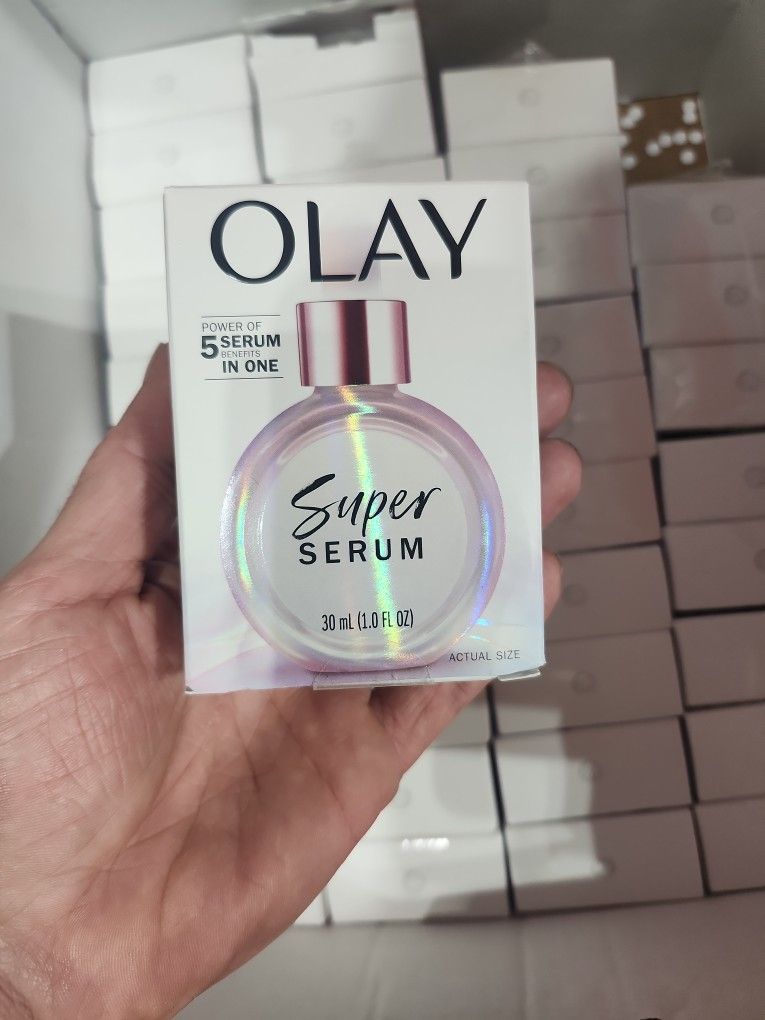 OLAY
POWER OF
5 SERUM
BENEFITS
IN ONE
Super
SERUM
30 mL (1.0 FL OZ)
ACTUAL SIZE